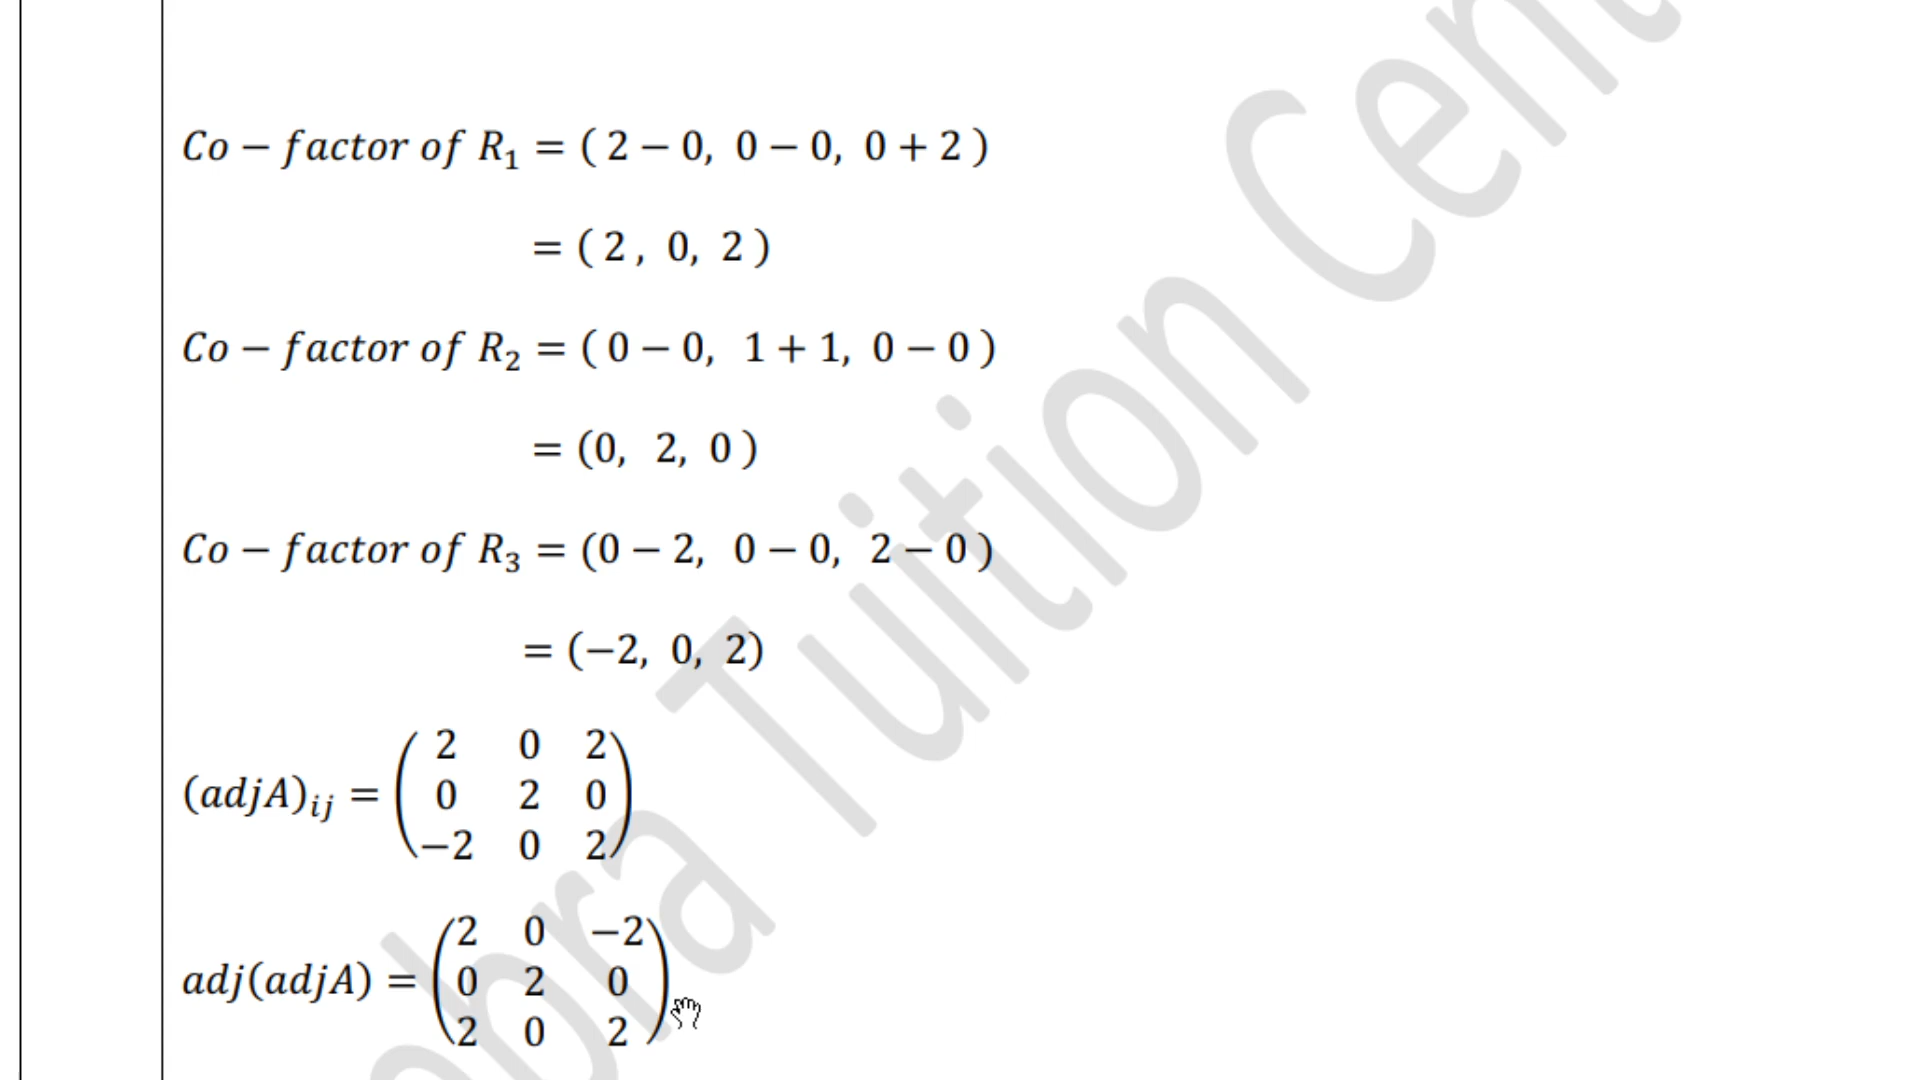 Co − factor of R₁ = ( 2 − 0, 0 − 0, 0 + 2 )
= ( 2 , 0, 2 )
Co − factor of R₂ = ( 0 − 0, 1 + 1, 0 − 0 )
= (0, 2, 0 )
Co − factor of R₃ = (0 − 2, 0 − 0, 2 − 0 )
= (−2, 0, 2)
2 0 2
(adjA)ᵢⱼ = ( 0 2 0 )
−2 0 2
2 0 −2
adj(adjA) = ( 0 2 0 )
2 0 2
Tuition